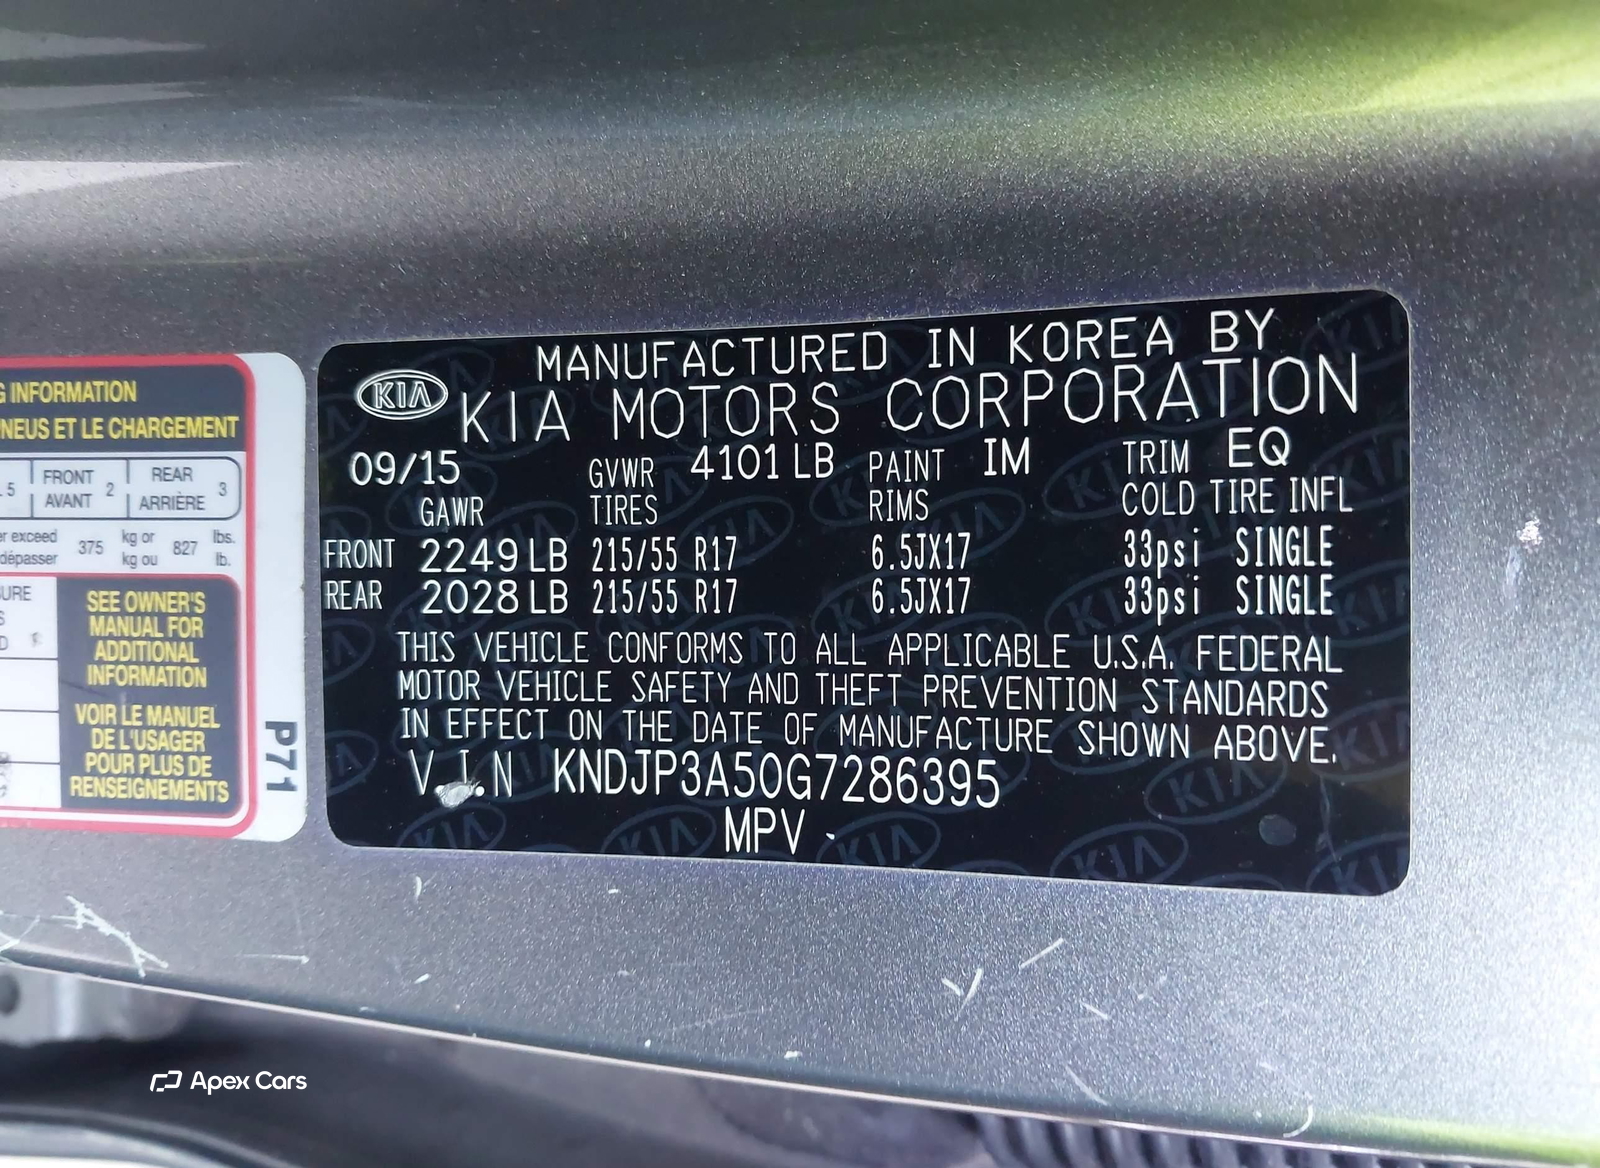 KIA
MANUFACTURED IN KOREA BY
KIA MOTORS CORPORATION
09/15 GVWR 4101 LB PAINT IM TRIM EQ
GAWR TIRES RIMS COLD TIRE INFL
FRONT 2249 LB 215/55 R17 6.5JX17 33psi SINGLE
REAR 2028 LB 215/55 R17 6.5JX17 33psi SINGLE
THIS VEHICLE CONFORMS TO ALL APPLICABLE U.S.A. FEDERAL
MOTOR VEHICLE SAFETY AND THEFT PREVENTION STANDARDS
IN EFFECT ON THE DATE OF MANUFACTURE SHOWN ABOVE.
V.I.N KNDJP3A50G7286395
MPV
INFORMATION
ET LE CHARGEMENT
5 FRONT 2 REAR 3
AVANT ARRIÈRE
exceed 375 kg or 827 lbs.
dépasser kg ou lb.
SEE OWNER'S
MANUAL FOR
ADDITIONAL
INFORMATION
VOIR LE MANUEL
DE L'USAGER
POUR PLUS DE
RENSEIGNEMENTS
P71
Apex Cars